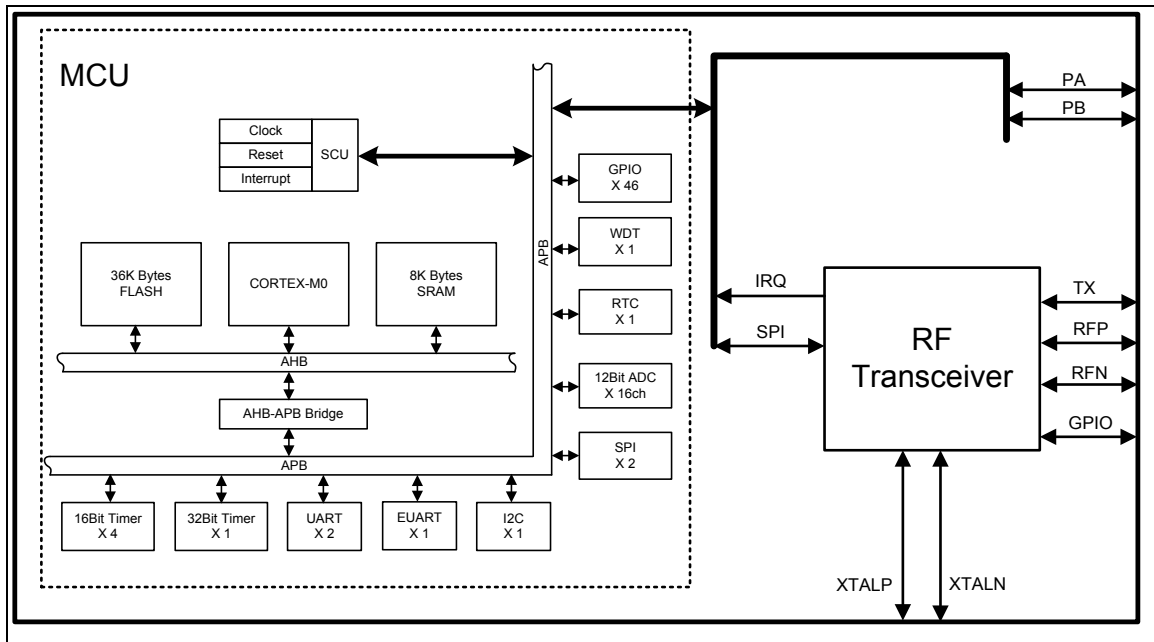 MCU
Clock
Reset
Interrupt
SCU
PA
PB
GPIO
X 46
WDT
X 1
APB
RTC
X 1
12Bit ADC
X 16ch
SPI
X 2
36K Bytes
FLASH
CORTEX-M0
8K Bytes
SRAM
AHB
AHB-APB Bridge
APB
16Bit Timer
X 4
32Bit Timer
X 1
UART
X 2
EUART
X 1
I2C
X 1
IRQ
SPI
RF
Transceiver
TX
RFP
RFN
GPIO
XTALP
XTALN